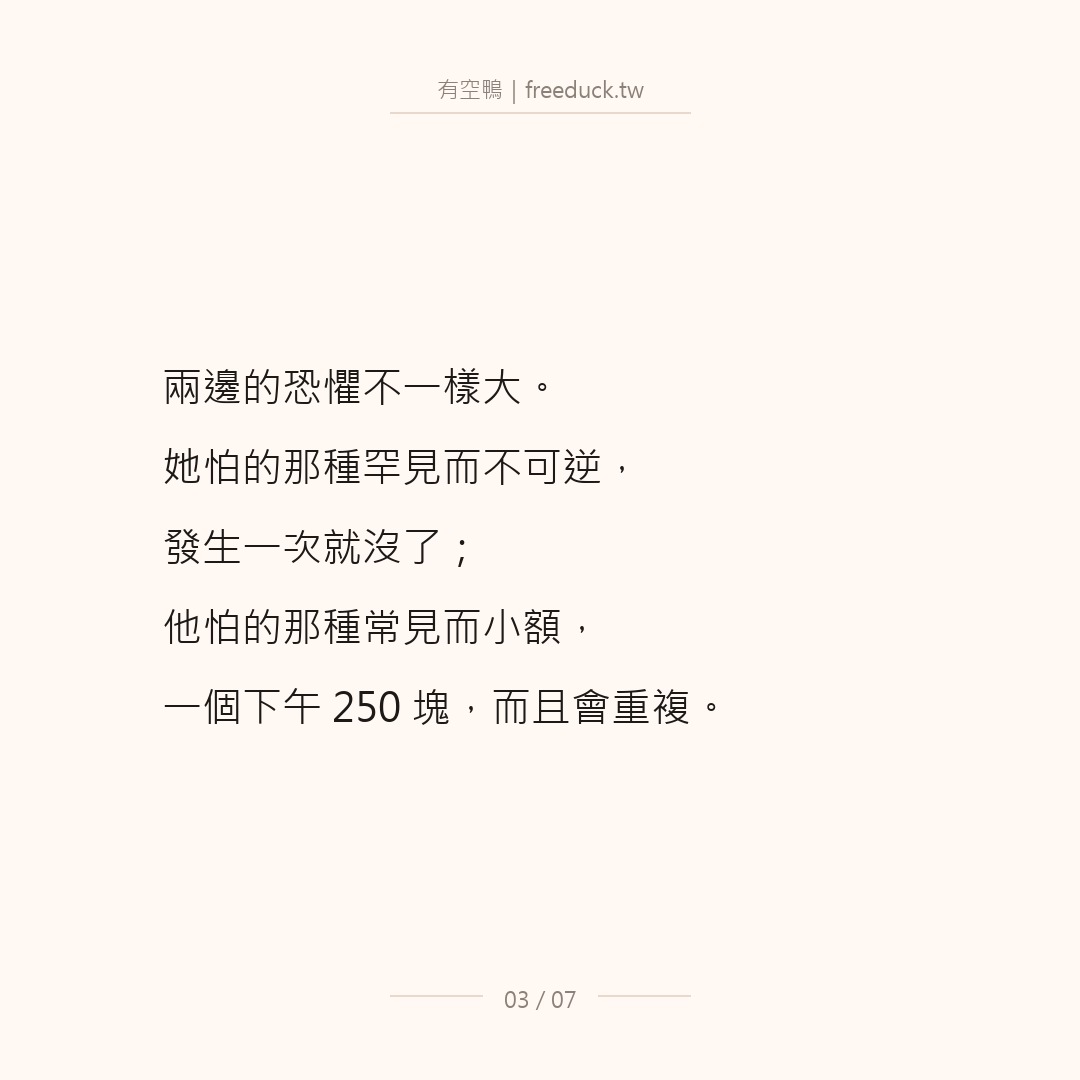 有空鴨｜freeduck.tw
兩邊的恐懼不一樣大。
她怕的那種罕見而不可逆，
發生一次就沒了；
他怕的那種常見而小額，
一個下午 250 塊，而且會重複。
03 / 07